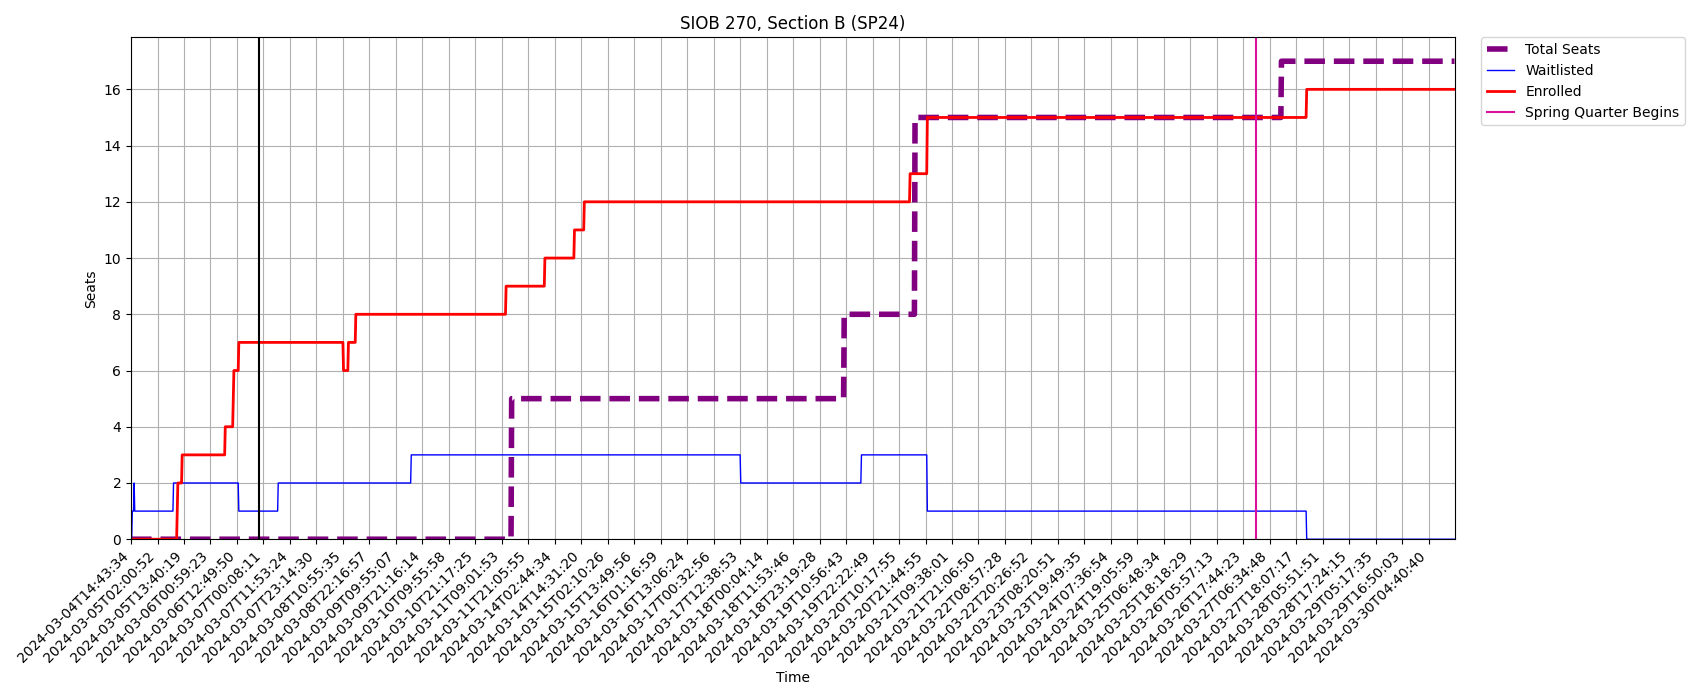 SIOB 270, Section B (SP24)
Total Seats
Waitlisted
Enrolled
Spring Quarter Begins
Seats
16
14
12
10
8
6
4
2
0
2024-03-04T14:43:34
2024-03-05T02:00:52
2024-03-05T13:40:19
2024-03-06T00:59:23
2024-03-06T12:49:50
2024-03-07T00:08:11
2024-03-07T11:53:24
2024-03-07T23:14:30
2024-03-08T10:55:35
2024-03-08T22:16:57
2024-03-09T09:55:07
2024-03-09T21:16:14
2024-03-10T09:55:58
2024-03-10T21:17:25
2024-03-11T09:01:53
2024-03-11T21:05:55
2024-03-14T02:44:34
2024-03-14T14:31:20
2024-03-15T02:10:26
2024-03-15T13:49:56
2024-03-16T01:16:59
2024-03-16T13:06:24
2024-03-17T00:32:56
2024-03-17T12:38:53
2024-03-18T00:04:14
2024-03-18T11:53:46
2024-03-18T23:19:28
2024-03-19T10:56:43
2024-03-19T22:22:49
2024-03-20T10:17:55
2024-03-20T21:44:55
2024-03-21T09:38:01
2024-03-21T21:06:50
2024-03-22T08:57:28
2024-03-22T20:26:52
2024-03-23T08:20:51
2024-03-23T19:49:35
2024-03-24T07:36:54
2024-03-24T19:05:59
2024-03-25T06:48:34
2024-03-25T18:18:29
2024-03-26T05:57:13
2024-03-26T17:44:23
2024-03-27T06:34:48
2024-03-27T18:07:17
2024-03-28T05:51:51
2024-03-28T17:24:15
2024-03-29T05:17:35
2024-03-29T16:50:03
2024-03-30T04:40:40
Time